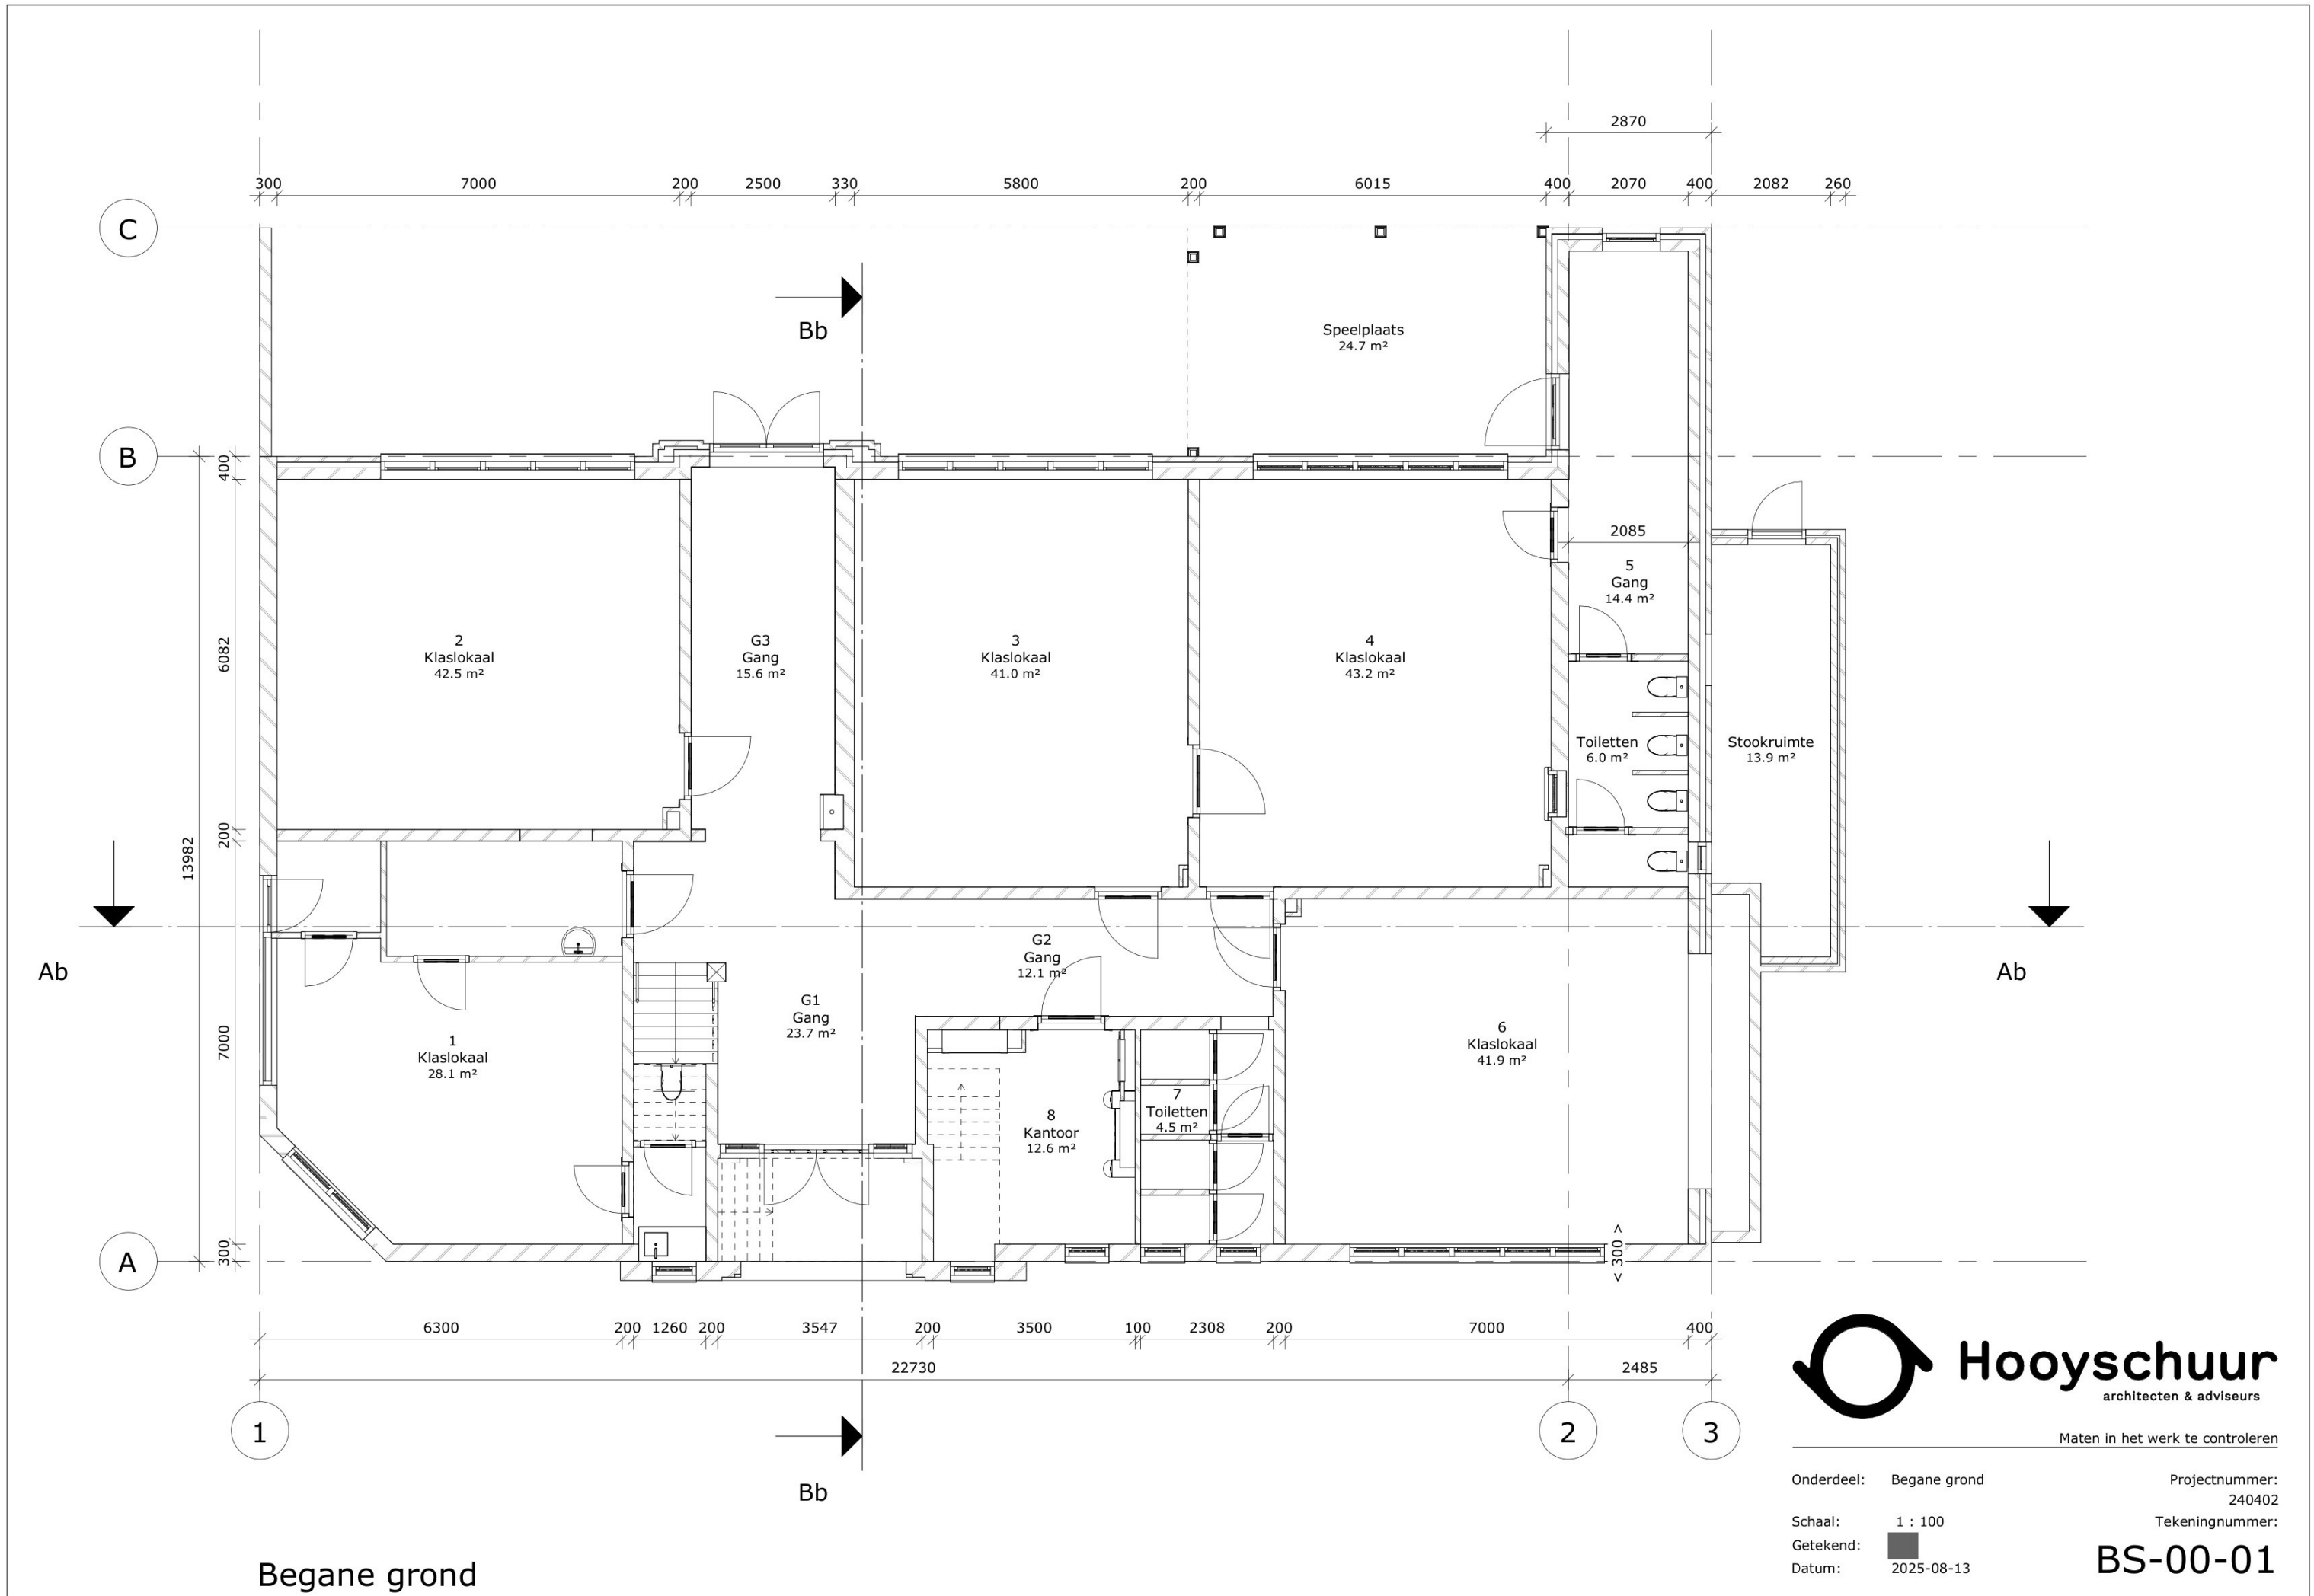 2870
300 7000 200 2500 330 5800 200 6015 400 2070 400 2082 260
C
Bb
Speelplaats
24.7 m²
B
400
2085
5
Gang
14.4 m²
6082
2
Klaslokaal
42.5 m²
G3
Gang
15.6 m²
3
Klaslokaal
41.0 m²
4
Klaslokaal
43.2 m²
Toiletten
6.0 m²
Stookruimte
13.9 m²
200
13982
Ab
G2
Gang
12.1 m²
Ab
G1
Gang
23.7 m²
7000
1
Klaslokaal
28.1 m²
6
Klaslokaal
41.9 m²
7
Toiletten
4.5 m²
8
Kantoor
12.6 m²
A
300
< 300 >
6300 200 1260 200 3547 200 3500 100 2308 200 7000 400
22730 2485
1
2
3
Bb
Hooyschuur
architecten & adviseurs
Maten in het werk te controleren
Onderdeel: Begane grond
Projectnummer:
240402
Schaal: 1 : 100
Tekeningnummer:
Getekend:
BS-00-01
Datum: 2025-08-13
Begane grond